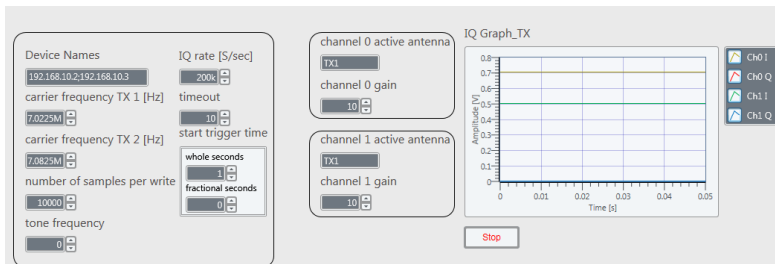 Device Names
192.168.10.2;192.168.10.3
carrier frequency TX 1 [Hz]
7.0225M
carrier frequency TX 2 [Hz]
7.0825M
number of samples per write
10000
tone frequency
0
IQ rate [S/sec]
200k
timeout
10
start trigger time
whole seconds
1
fractional seconds
0
channel 0 active antenna
TX1
channel 0 gain
10
channel 1 active antenna
TX1
channel 1 gain
10
IQ Graph_TX
Amplitude [V]
0.8
0.7
0.6
0.5
0.4
0.3
0.2
0.1
0
0 0.01 0.02 0.03 0.04 0.05
Time [s]
Ch0 I
Ch0 Q
Ch1 I
Ch1 Q
Stop